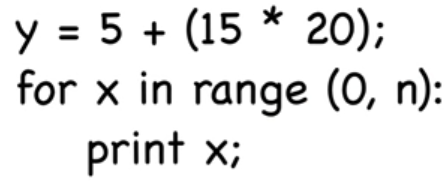 y = 5 + (15 * 20);
for x in range (0, n):
print x;